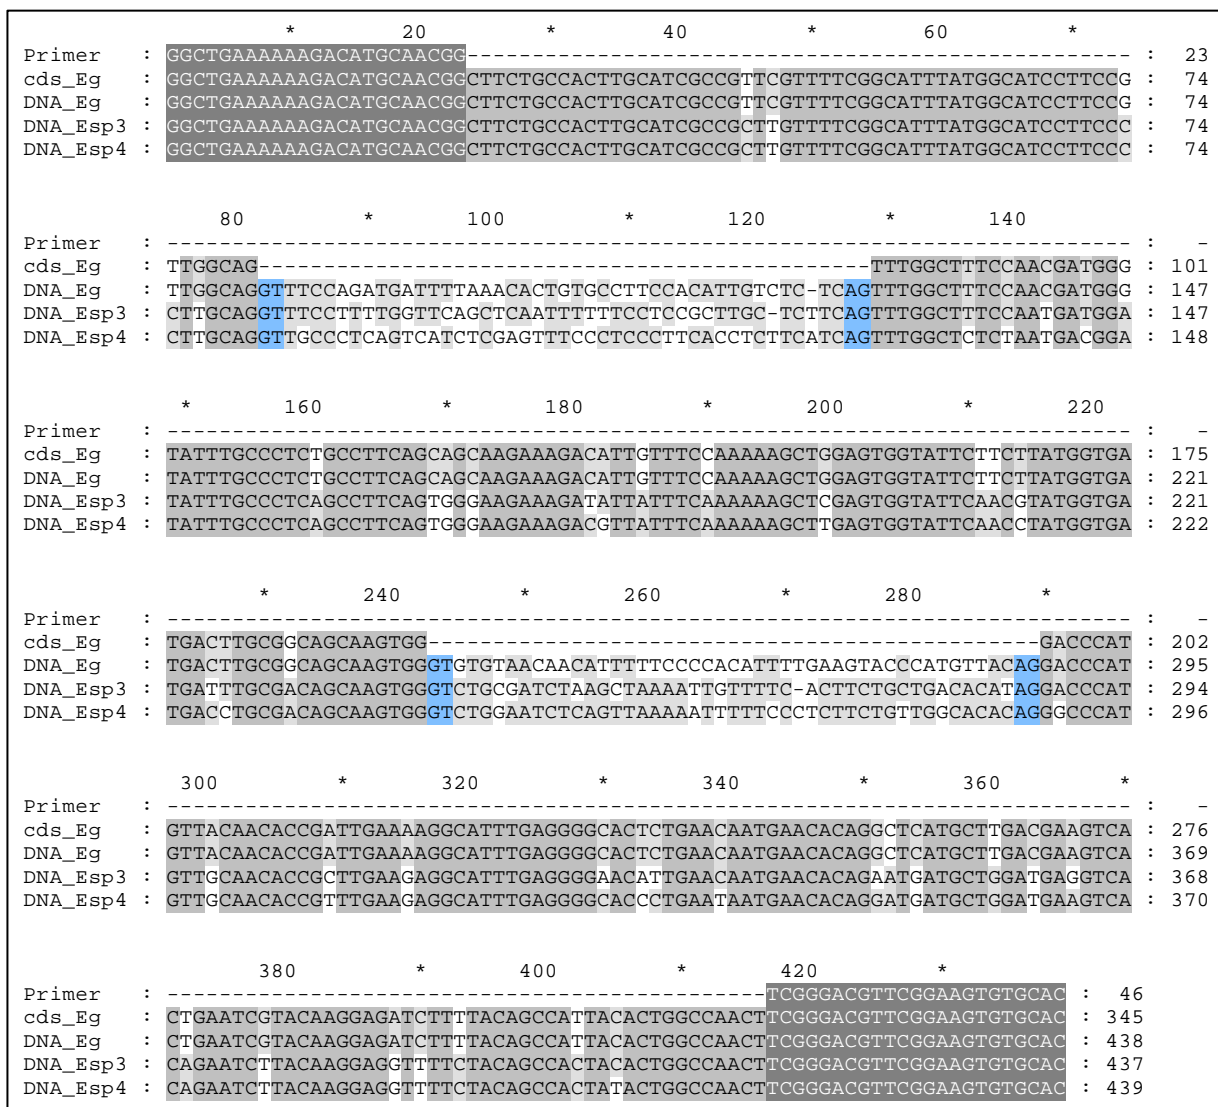 * 20 * 40 * 60 *
Primer : GGCTGAAAAAAGACATGCAACGG--------------------------------------------------- : 23
cds_Eg : GGCTGAAAAAAGACATGCAACGGCTTCTGCCACTTGCATCGCCGTTCGTTTTCGGCATTTATGGCATCCTTCCG : 74
DNA_Eg : GGCTGAAAAAAGACATGCAACGGCTTCTGCCACTTGCATCGCCGTTCGTTTTCGGCATTTATGGCATCCTTCCG : 74
DNA_Esp3 : GGCTGAAAAAAGACATGCAACGGCTTCTGCCACTTGCATCGCCGCTTGTTTTCGGCATTTATGGCATCCTTCCC : 74
DNA_Esp4 : GGCTGAAAAAAGACATGCAACGGCTTCTGCCACTTGCATCGCCGCTTGTTTTCGGCATTTATGGCATCCTTCCC : 74
80 * 100 * 120 * 140
Primer : -------------------------------------------------------------------------- : -
cds_Eg : TTGGCAG-----------------------------------------------TTTGGCTTTCCAACGATGGG : 101
DNA_Eg : TTGGCAGGTTTCCAGATGATTTTAAACACTGTGCCTTCCACATTGTCTC-TCAGTTTGGCTTTCCAACGATGGG : 147
DNA_Esp3 : CTTGCAGGTTTCCTTTTGGTTCAGCTCAATTTTTTCCTCCGCTTGC-TCTTCAGTTTGGCTTTCCAATGATGGA : 147
DNA_Esp4 : CTTGCAGGTTGCCCTCAGTCATCTCGAGTTTCCCTCCCTTCACCTCTTCATCAGTTTGGCTCTCTAATGACGGA : 148
* 160 * 180 * 200 * 220
Primer : -------------------------------------------------------------------------- : -
cds_Eg : TATTTGCCCTCTGCCTTCAGCAGCAAGAAAGACATTGTTTCCAAAAAGCTGGAGTGGTATTCTTCTTATGGTGA : 175
DNA_Eg : TATTTGCCCTCTGCCTTCAGCAGCAAGAAAGACATTGTTTCCAAAAAGCTGGAGTGGTATTCTTCTTATGGTGA : 221
DNA_Esp3 : TATTTGCCCTCAGCCTTCAGTGGGAAGAAAGATATTATTTCAAAAAAGCTCGAGTGGTATTCAACGTATGGTGA : 221
DNA_Esp4 : TATTTGCCCTCAGCCTTCAGTGGGAAGAAAGACGTTATTTCAAAAAAGCTTGAGTGGTATTCAACCTATGGTGA : 222
* 240 * 260 * 280 *
Primer : -------------------------------------------------------------------------- : -
cds_Eg : TGACTTGCGGCAGCAAGTGG-----------------------------------------------GACCCAT : 202
DNA_Eg : TGACTTGCGGCAGCAAGTGGGTGTGTAACAACATTTTTCCCCACATTTTGAAGTACCCATGTTACAGGACCCAT : 295
DNA_Esp3 : TGATTTGCGACAGCAAGTGGGTCTGCGATCTAAGCTAAAATTGTTTTC-ACTTCTGCTGACACATAGGACCCAT : 294
DNA_Esp4 : TGACCTGCGACAGCAAGTGGGTCTGGAATCTCAGTTAAAAATTTTTCCCTCTTCTGTTGGCACACAGGGCCCAT : 296
300 * 320 * 340 * 360 *
Primer : -------------------------------------------------------------------------- : -
cds_Eg : GTTACAACACCGATTGAAAAGGCATTTGAGGGGCACTCTGAACAATGAACACAGGCTCATGCTTGACGAAGTCA : 276
DNA_Eg : GTTACAACACCGATTGAAAAGGCATTTGAGGGGCACTCTGAACAATGAACACAGGCTCATGCTTGACGAAGTCA : 369
DNA_Esp3 : GTTGCAACACCGCTTGAAGAGGCATTTGAGGGGAACATTGAACAATGAACACAGAATGATGCTGGATGAGGTCA : 368
DNA_Esp4 : GTTGCAACACCGTTTGAAGAGGCATTTGAGGGGCACCCTGAATAATGAACACAGGATGATGCTGGATGAAGTCA : 370
380 * 400 * 420 *
Primer : ----------------------------------------------TCGGGACGTTCGGAAGTGTGCAC : 46
cds_Eg : CTGAATCGTACAAGGAGATCTTTTACAGCCATTACACTGGCCAACTTCGGGACGTTCGGAAGTGTGCAC : 345
DNA_Eg : CTGAATCGTACAAGGAGATCTTTTACAGCCATTACACTGGCCAACTTCGGGACGTTCGGAAGTGTGCAC : 438
DNA_Esp3 : CAGAATCTTACAAGGAGGTTTTCTACAGCCACTACACTGGCCAACTTCGGGACGTTCGGAAGTGTGCAC : 437
DNA_Esp4 : CAGAATCTTACAAGGAGGTTTTCTACAGCCACTATACTGGCCAACTTCGGGACGTTCGGAAGTGTGCAC : 439